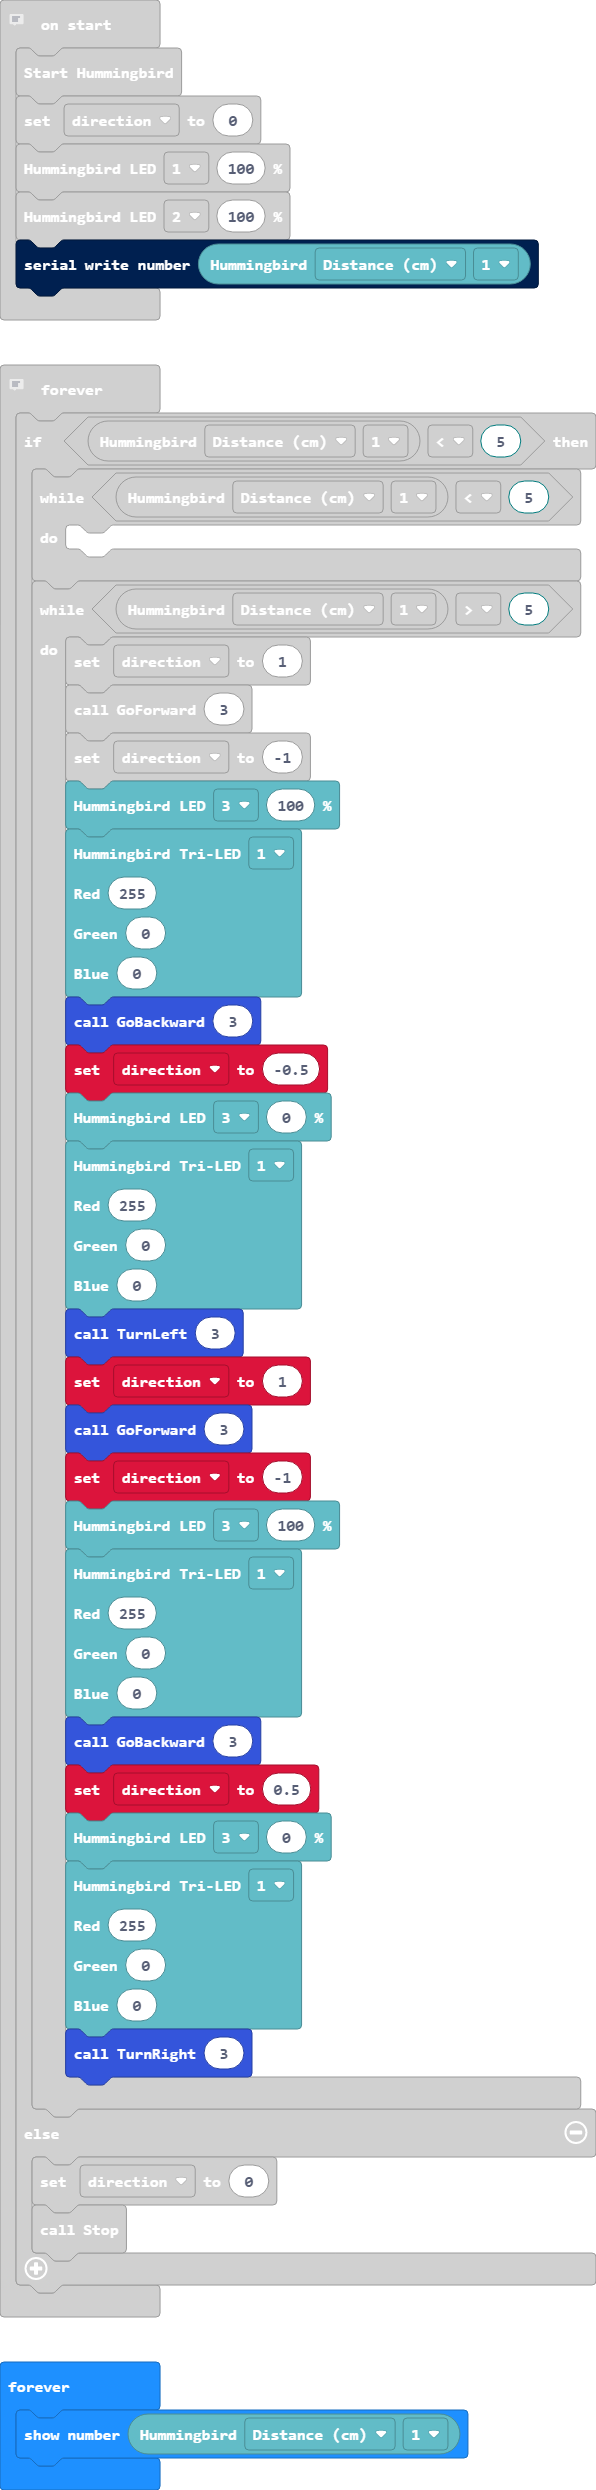 on start
Start Hummingbird
set direction to 0
Hummingbird LED 1 100 %
Hummingbird LED 2 100 %
serial write number Hummingbird Distance (cm) 1
forever
if Hummingbird Distance (cm) 1 < 5 then
while Hummingbird Distance (cm) 1 < 5
do
while Hummingbird Distance (cm) 1 > 5
do set direction to 1
call GoForward 3
set direction to -1
Hummingbird LED 3 100 %
Hummingbird Tri-LED 1
Red 255
Green 0
Blue 0
call GoBackward 3
set direction to -0.5
Hummingbird LED 3 0 %
Hummingbird Tri-LED 1
Red 255
Green 0
Blue 0
call TurnLeft 3
set direction to 1
call GoForward 3
set direction to -1
Hummingbird LED 3 100 %
Hummingbird Tri-LED 1
Red 255
Green 0
Blue 0
call GoBackward 3
set direction to 0.5
Hummingbird LED 3 0 %
Hummingbird Tri-LED 1
Red 255
Green 0
Blue 0
call TurnRight 3
else
set direction to 0
call Stop
forever
show number Hummingbird Distance (cm) 1